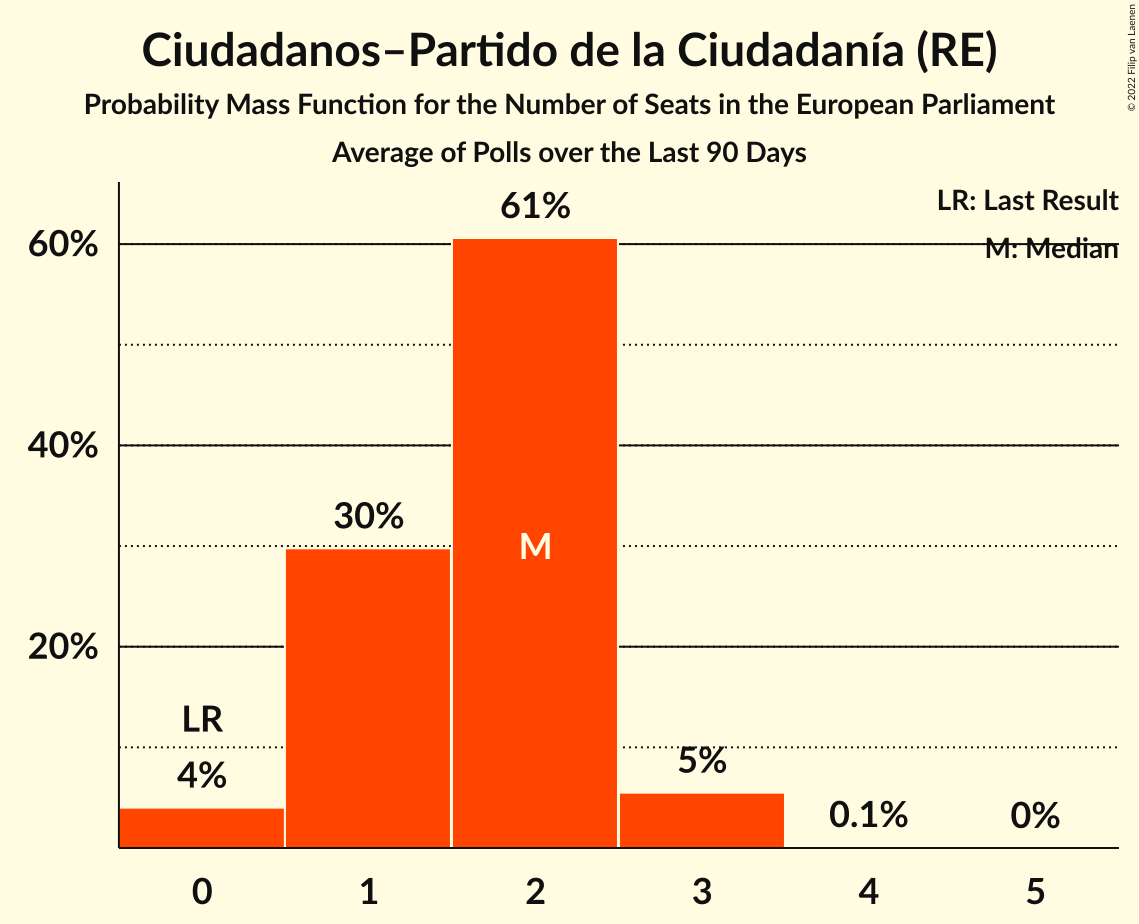 Ciudadanos–Partido de la Ciudadanía (RE)
Probability Mass Function for the Number of Seats in the European Parliament
Average of Polls over the Last 90 Days
© 2022 Filip van Laenen
LR: Last Result
M: Median
60%
40%
20%
LR
4%
30%
61%
M
5%
0.1%
0%
0 1 2 3 4 5